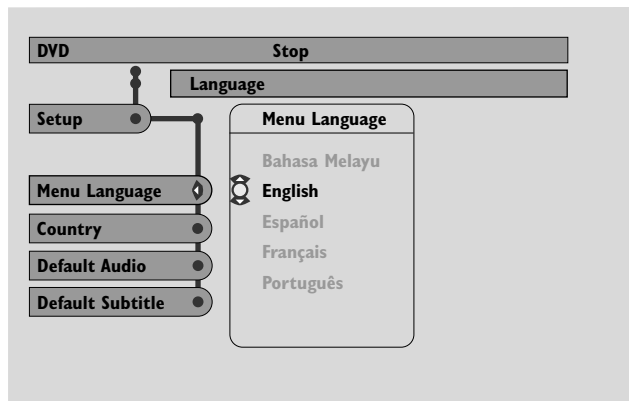 DVD Stop
Language
Setup
Menu Language
Bahasa Melayu
Menu Language
English
Country
Español
Default Audio
Français
Português
Default Subtitle